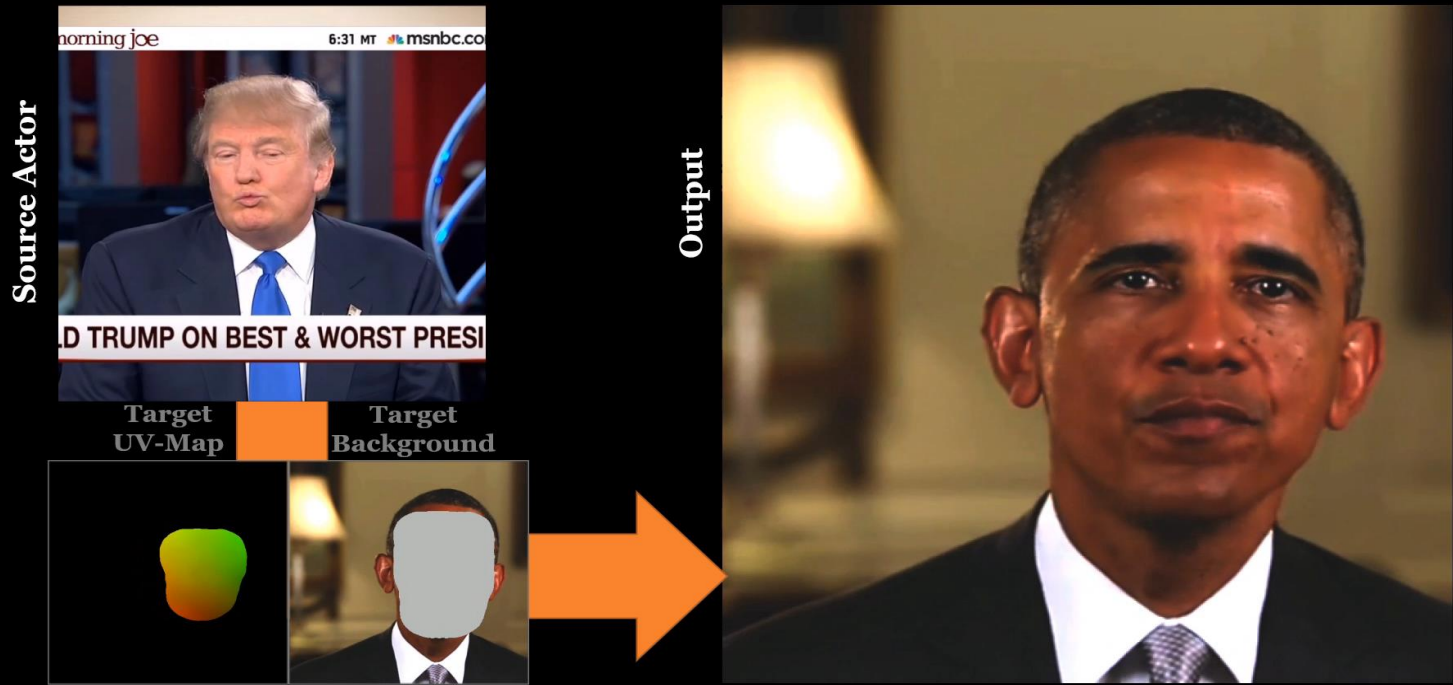 Source Actor
morning joe
6:31 MT msnbc.co
LD TRUMP ON BEST & WORST PRESI
Target
UV-Map
Target
Background
Output